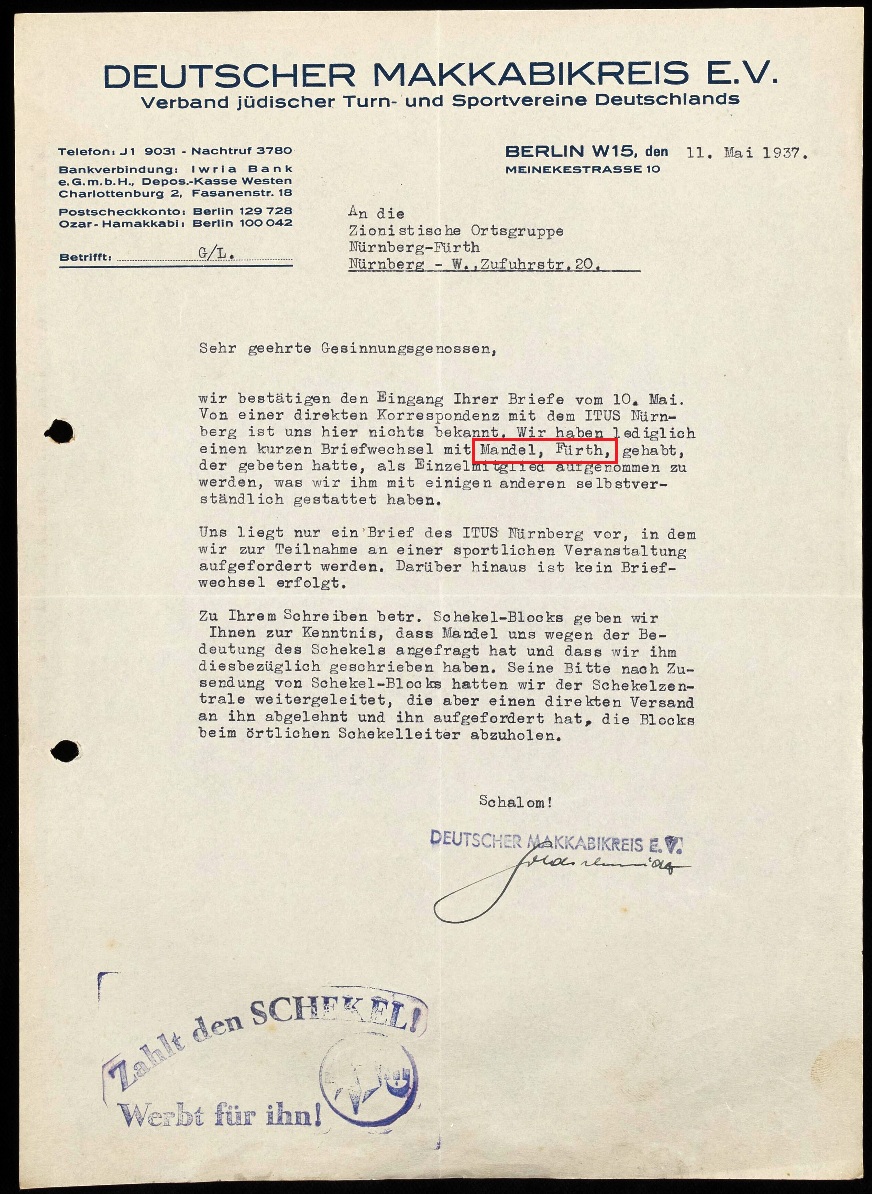 DEUTSCHER MAKKABIKREIS E.V.
Verband jüdischer Turn- und Sportvereine Deutschlands
Telefon: J1 9031 - Nachtruf 3780
Bankverbindung: Iwria Bank
e.G.m.b.H., Depos.-Kasse Westen
Charlottenburg 2, Fasanenstr. 18
Postscheckkonto: Berlin 129 728
Ozar-Hamakkabi: Berlin 100 042
Betrifft: G/L.
BERLIN W15, den 11. Mai 1937.
MEINEKESTRASSE 10
An die
Zionistische Ortsgruppe
Nürnberg-Fürth
Nürnberg - W.,Zufuhrstr.20.
Sehr geehrte Gesinnungsgenossen,
wir bestätigen den Eingang Ihrer Briefe vom 10. Mai.
Von einer direkten Korrespondenz mit dem ITUS Nürn-
berg ist uns hier nichts bekannt. Wir haben lediglich
einen kurzen Briefwechsel mit Mandel, Fürth, gehabt,
der gebeten hatte, als Einzelmitglied aufgenommen zu
werden, was wir ihm mit einigen anderen selbstver-
ständlich gestattet haben.
Uns liegt nur ein Brief des ITUS Nürnberg vor, in dem
wir zur Teilnahme an einer sportlichen Veranstaltung
aufgefordert werden. Darüber hinaus ist kein Brief-
wechsel erfolgt.
Zu Ihrem Schreiben betr. Schekel-Blocks geben wir
Ihnen zur Kenntnis, dass Mandel uns wegen der Be-
deutung des Schekels angefragt hat und dass wir ihm
diesbezüglich geschrieben haben. Seine Bitte nach Zu-
sendung von Schekel-Blocks hatten wir der Schekelzen-
trale weitergeleitet, die aber einen direkten Versand
an ihn abgelehnt und ihn aufgefordert hat, die Blocks
beim örtlichen Schekelleiter abzuholen.
Schalom!
DEUTSCHER MAKKABIKREIS E.V.
Goldschmidt
Zahlt den SCHEKEL!
Werbt für ihn!